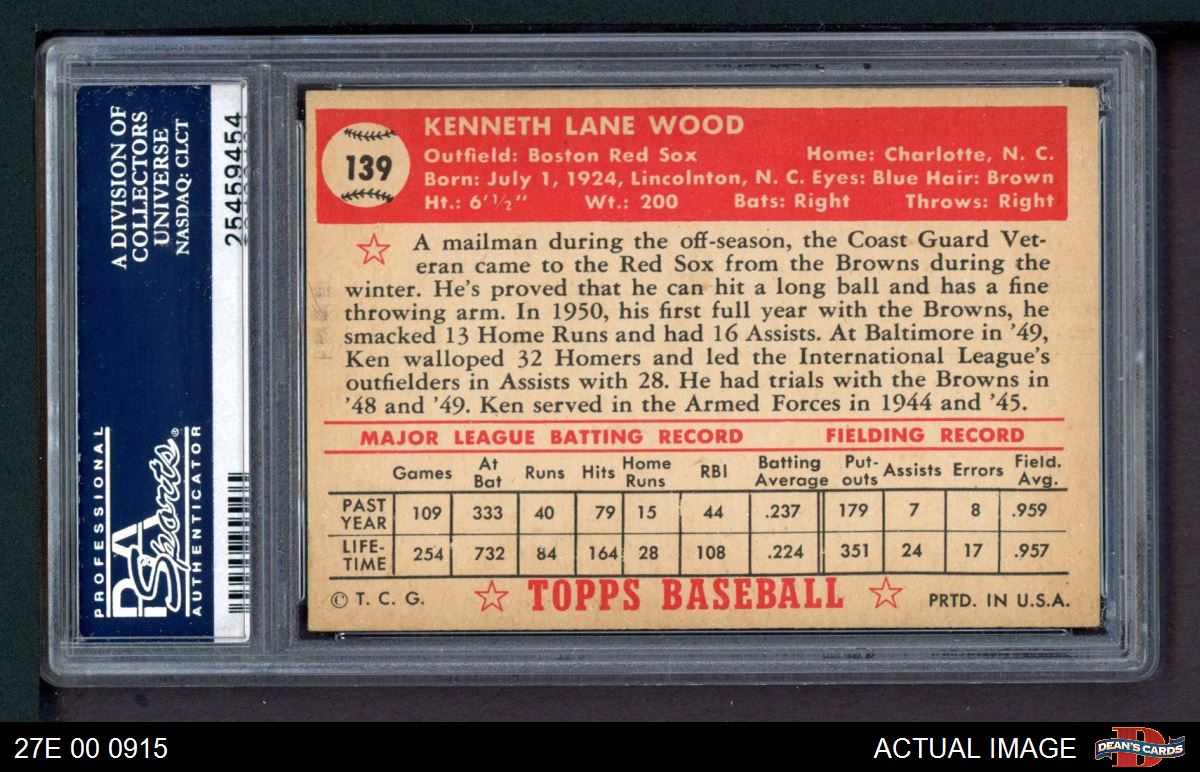 A DIVISION OF
COLLECTORS
UNIVERSE
NASDAQ: CLCT
25459454
PROFESSIONAL
PSA
Sports®
AUTHENTICATOR
139
KENNETH LANE WOOD
Outfield: Boston Red Sox Home: Charlotte, N. C.
Born: July 1, 1924, Lincolnton, N. C. Eyes: Blue Hair: Brown
Ht.: 6'½" Wt.: 200 Bats: Right Throws: Right
A mailman during the off-season, the Coast Guard Vet-
eran came to the Red Sox from the Browns during the
winter. He's proved that he can hit a long ball and has a fine
throwing arm. In 1950, his first full year with the Browns, he
smacked 13 Home Runs and had 16 Assists. At Baltimore in '49,
Ken walloped 32 Homers and led the International League's
outfielders in Assists with 28. He had trials with the Browns in
'48 and '49. Ken served in the Armed Forces in 1944 and '45.
MAJOR LEAGUE BATTING RECORD FIELDING RECORD
Games At Bat Runs Hits Home Runs RBI Batting Average Put-outs Assists Errors Field. Avg.
PAST YEAR 109 333 40 79 15 44 .237 179 7 8 .959
LIFE-TIME 254 732 84 164 28 108 .224 351 24 17 .957
© T. C. G. TOPPS BASEBALL PRTD. IN U.S.A.
27E 00 0915 ACTUAL IMAGE DEAN'S CARDS